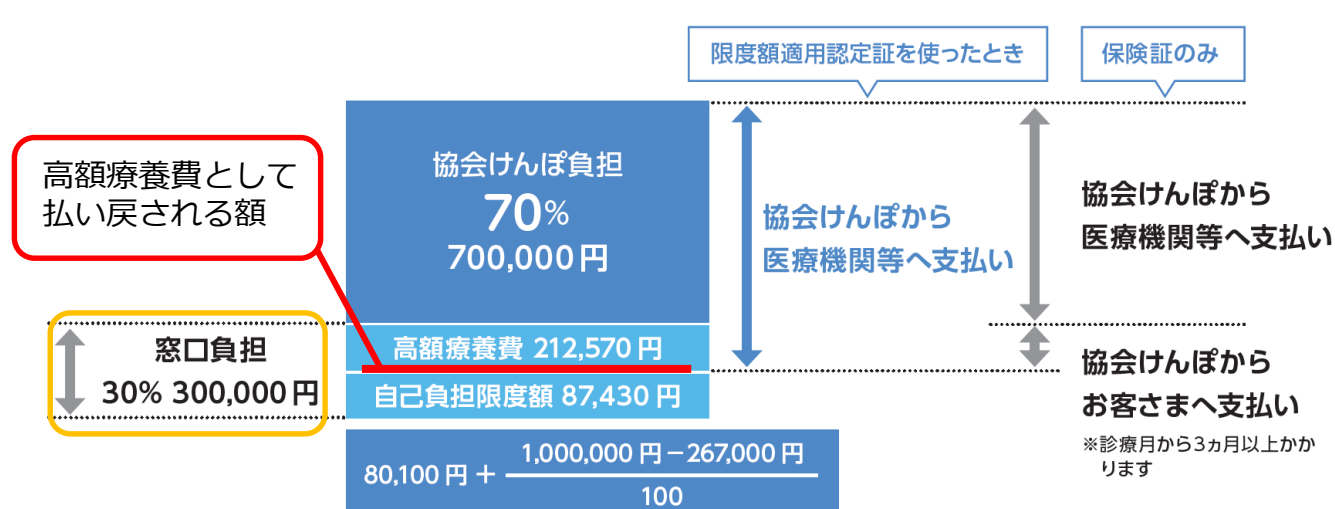 限度額適用認定証を使ったとき
保険証のみ
高額療養費として
払い戻される額
協会けんぽ負担
70%
700,000円
協会けんぽから
医療機関等へ支払い
協会けんぽから
医療機関等へ支払い
窓口負担
30% 300,000円
高額療養費 212,570円
自己負担限度額 87,430円
協会けんぽから
お客さまへ支払い
※診療月から3ヵ月以上かか
ります
80,100円+
1,000,000円-267,000円
100